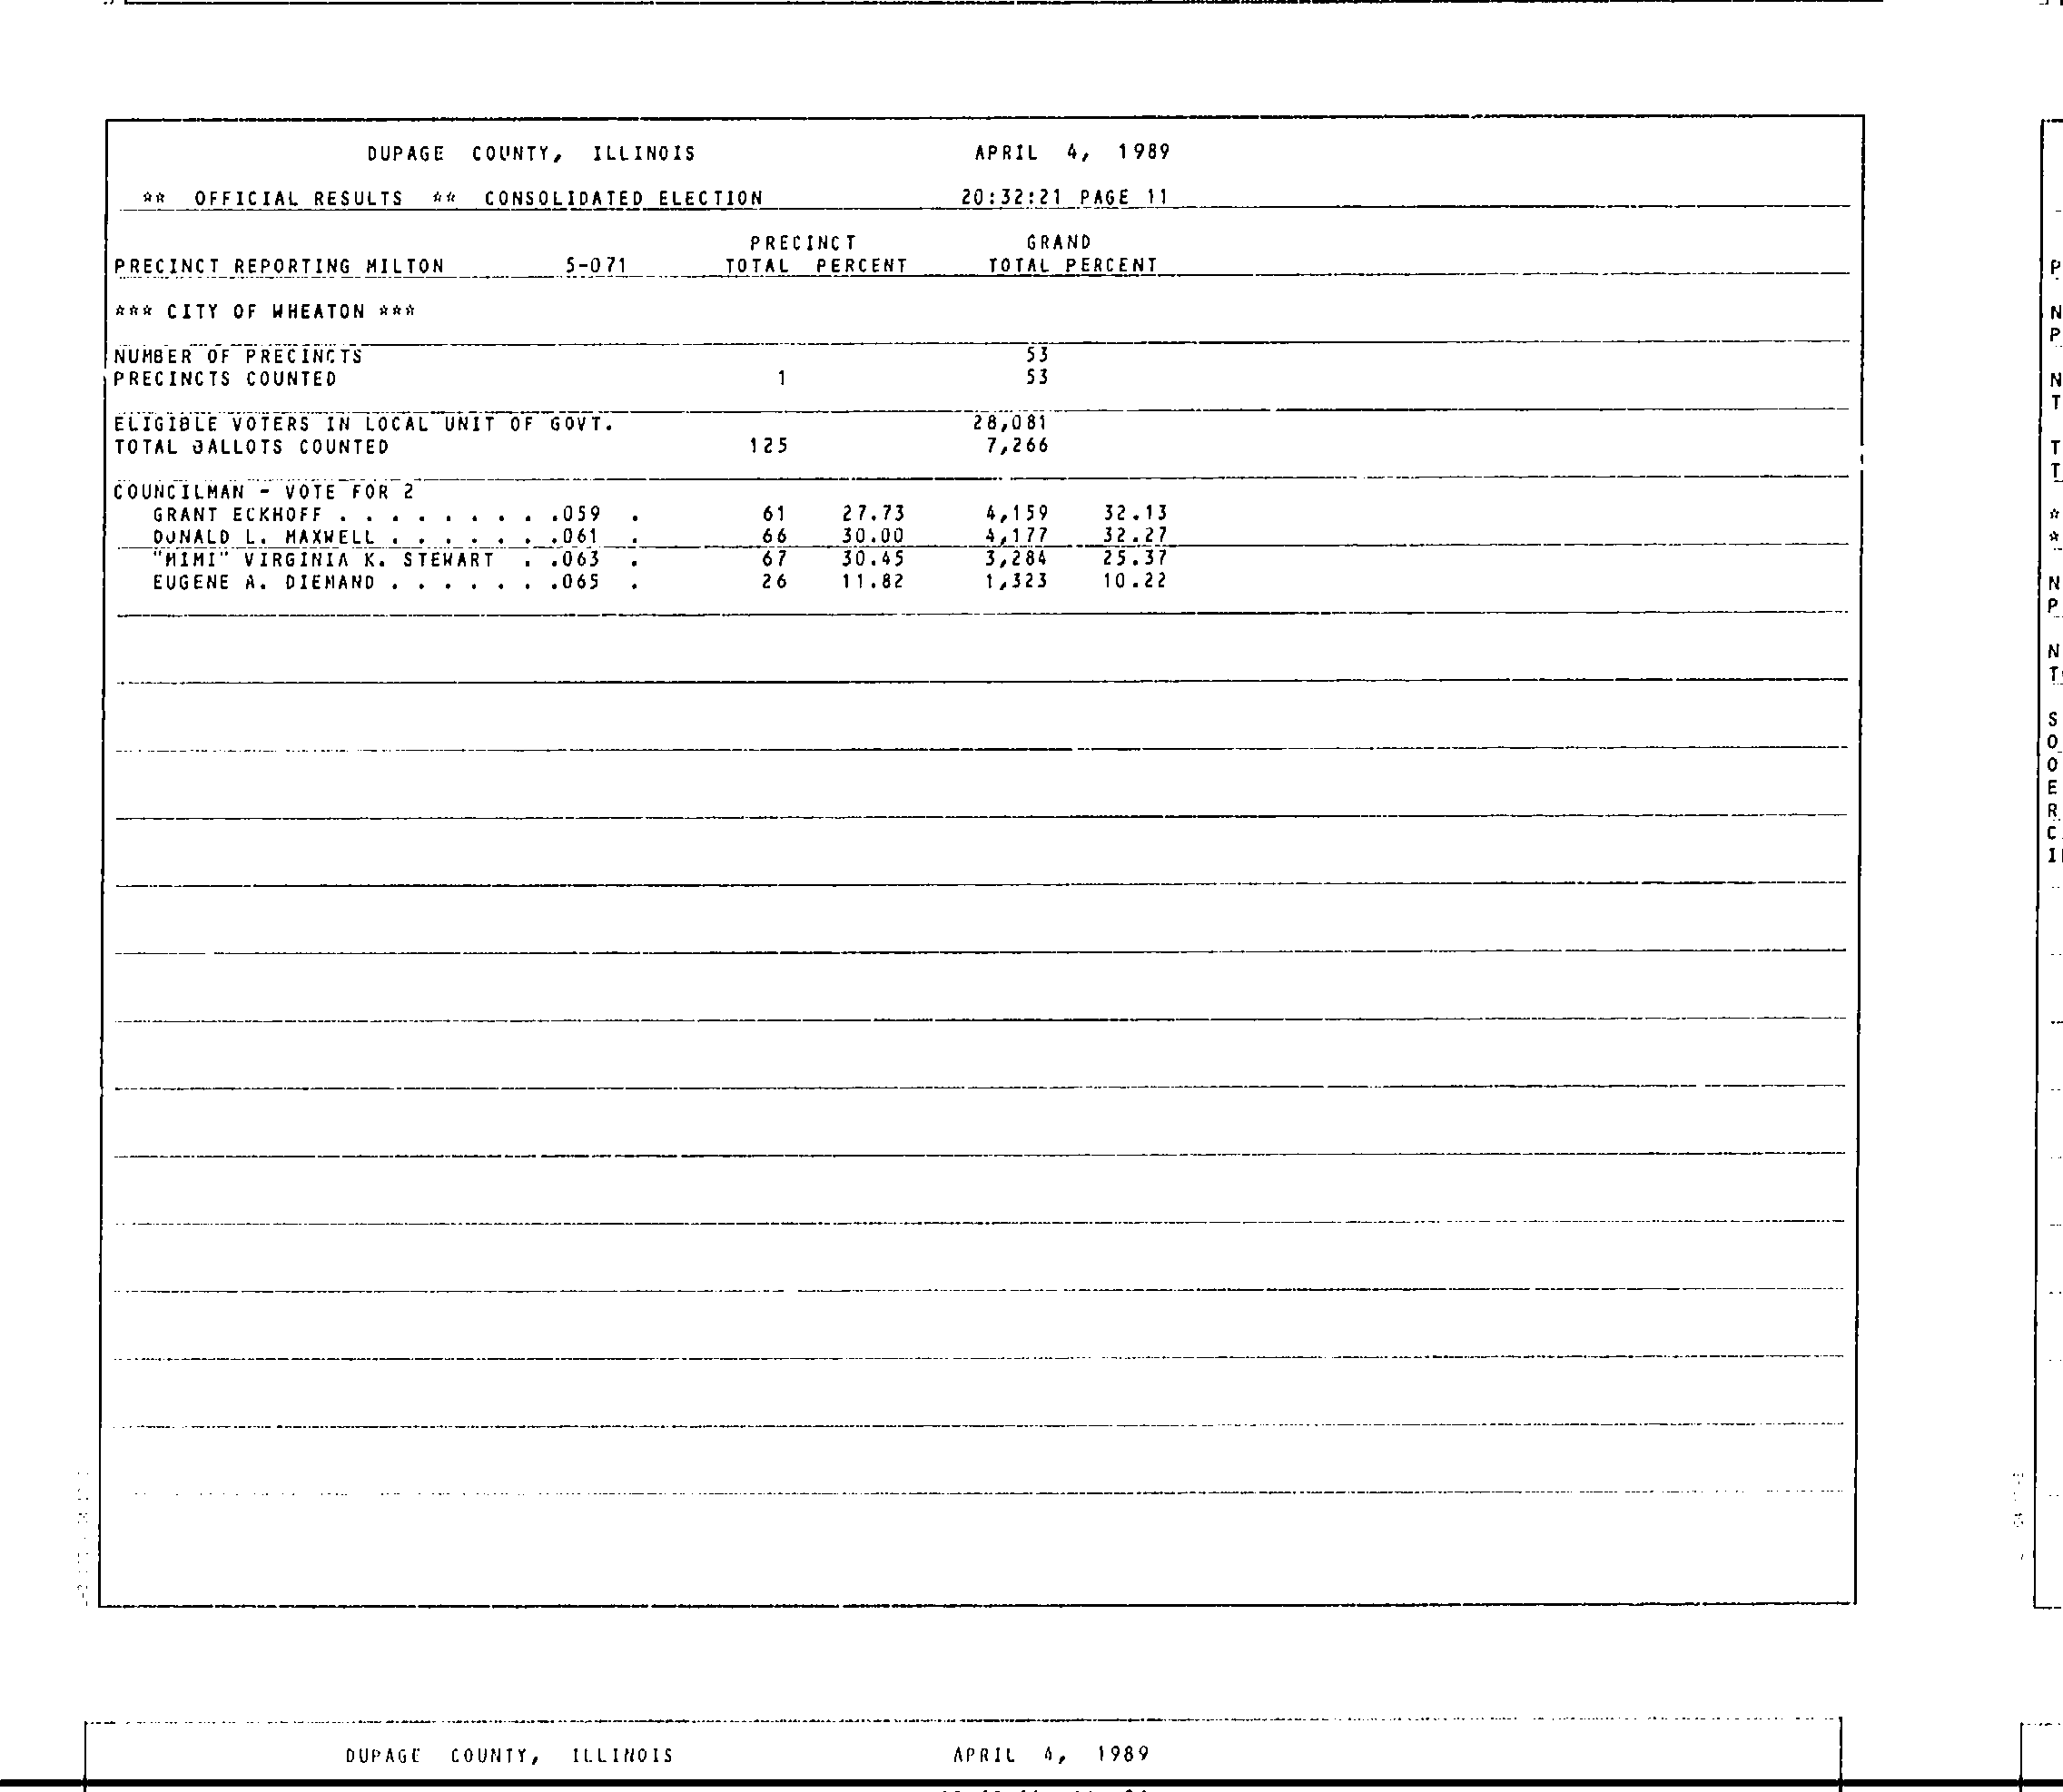 DUPAGE COUNTY, ILLINOIS APRIL 4, 1989
** OFFICIAL RESULTS ** CONSOLIDATED ELECTION 20:32:21 PAGE 11
PRECINCT GRAND
PRECINCT REPORTING MILTON 5-071 TOTAL PERCENT TOTAL PERCENT
*** CITY OF WHEATON ***
NUMBER OF PRECINCTS 53
PRECINCTS COUNTED 1 53
ELIGIBLE VOTERS IN LOCAL UNIT OF GOVT. 28,081
TOTAL BALLOTS COUNTED 125 7,266
COUNCILMAN - VOTE FOR 2
GRANT ECKHOFF . . . . . . . . .059 . 61 27.73 4,159 32.13
DONALD L. MAXWELL . . . . . . .061 . 66 30.00 4,177 32.27
"MIMI" VIRGINIA K. STEWART . .063 . 67 30.45 3,284 25.37
EUGENE A. DIEMAND . . . . . . .065 . 26 11.82 1,323 10.22
DUPAGE COUNTY, ILLINOIS APRIL 4, 1989